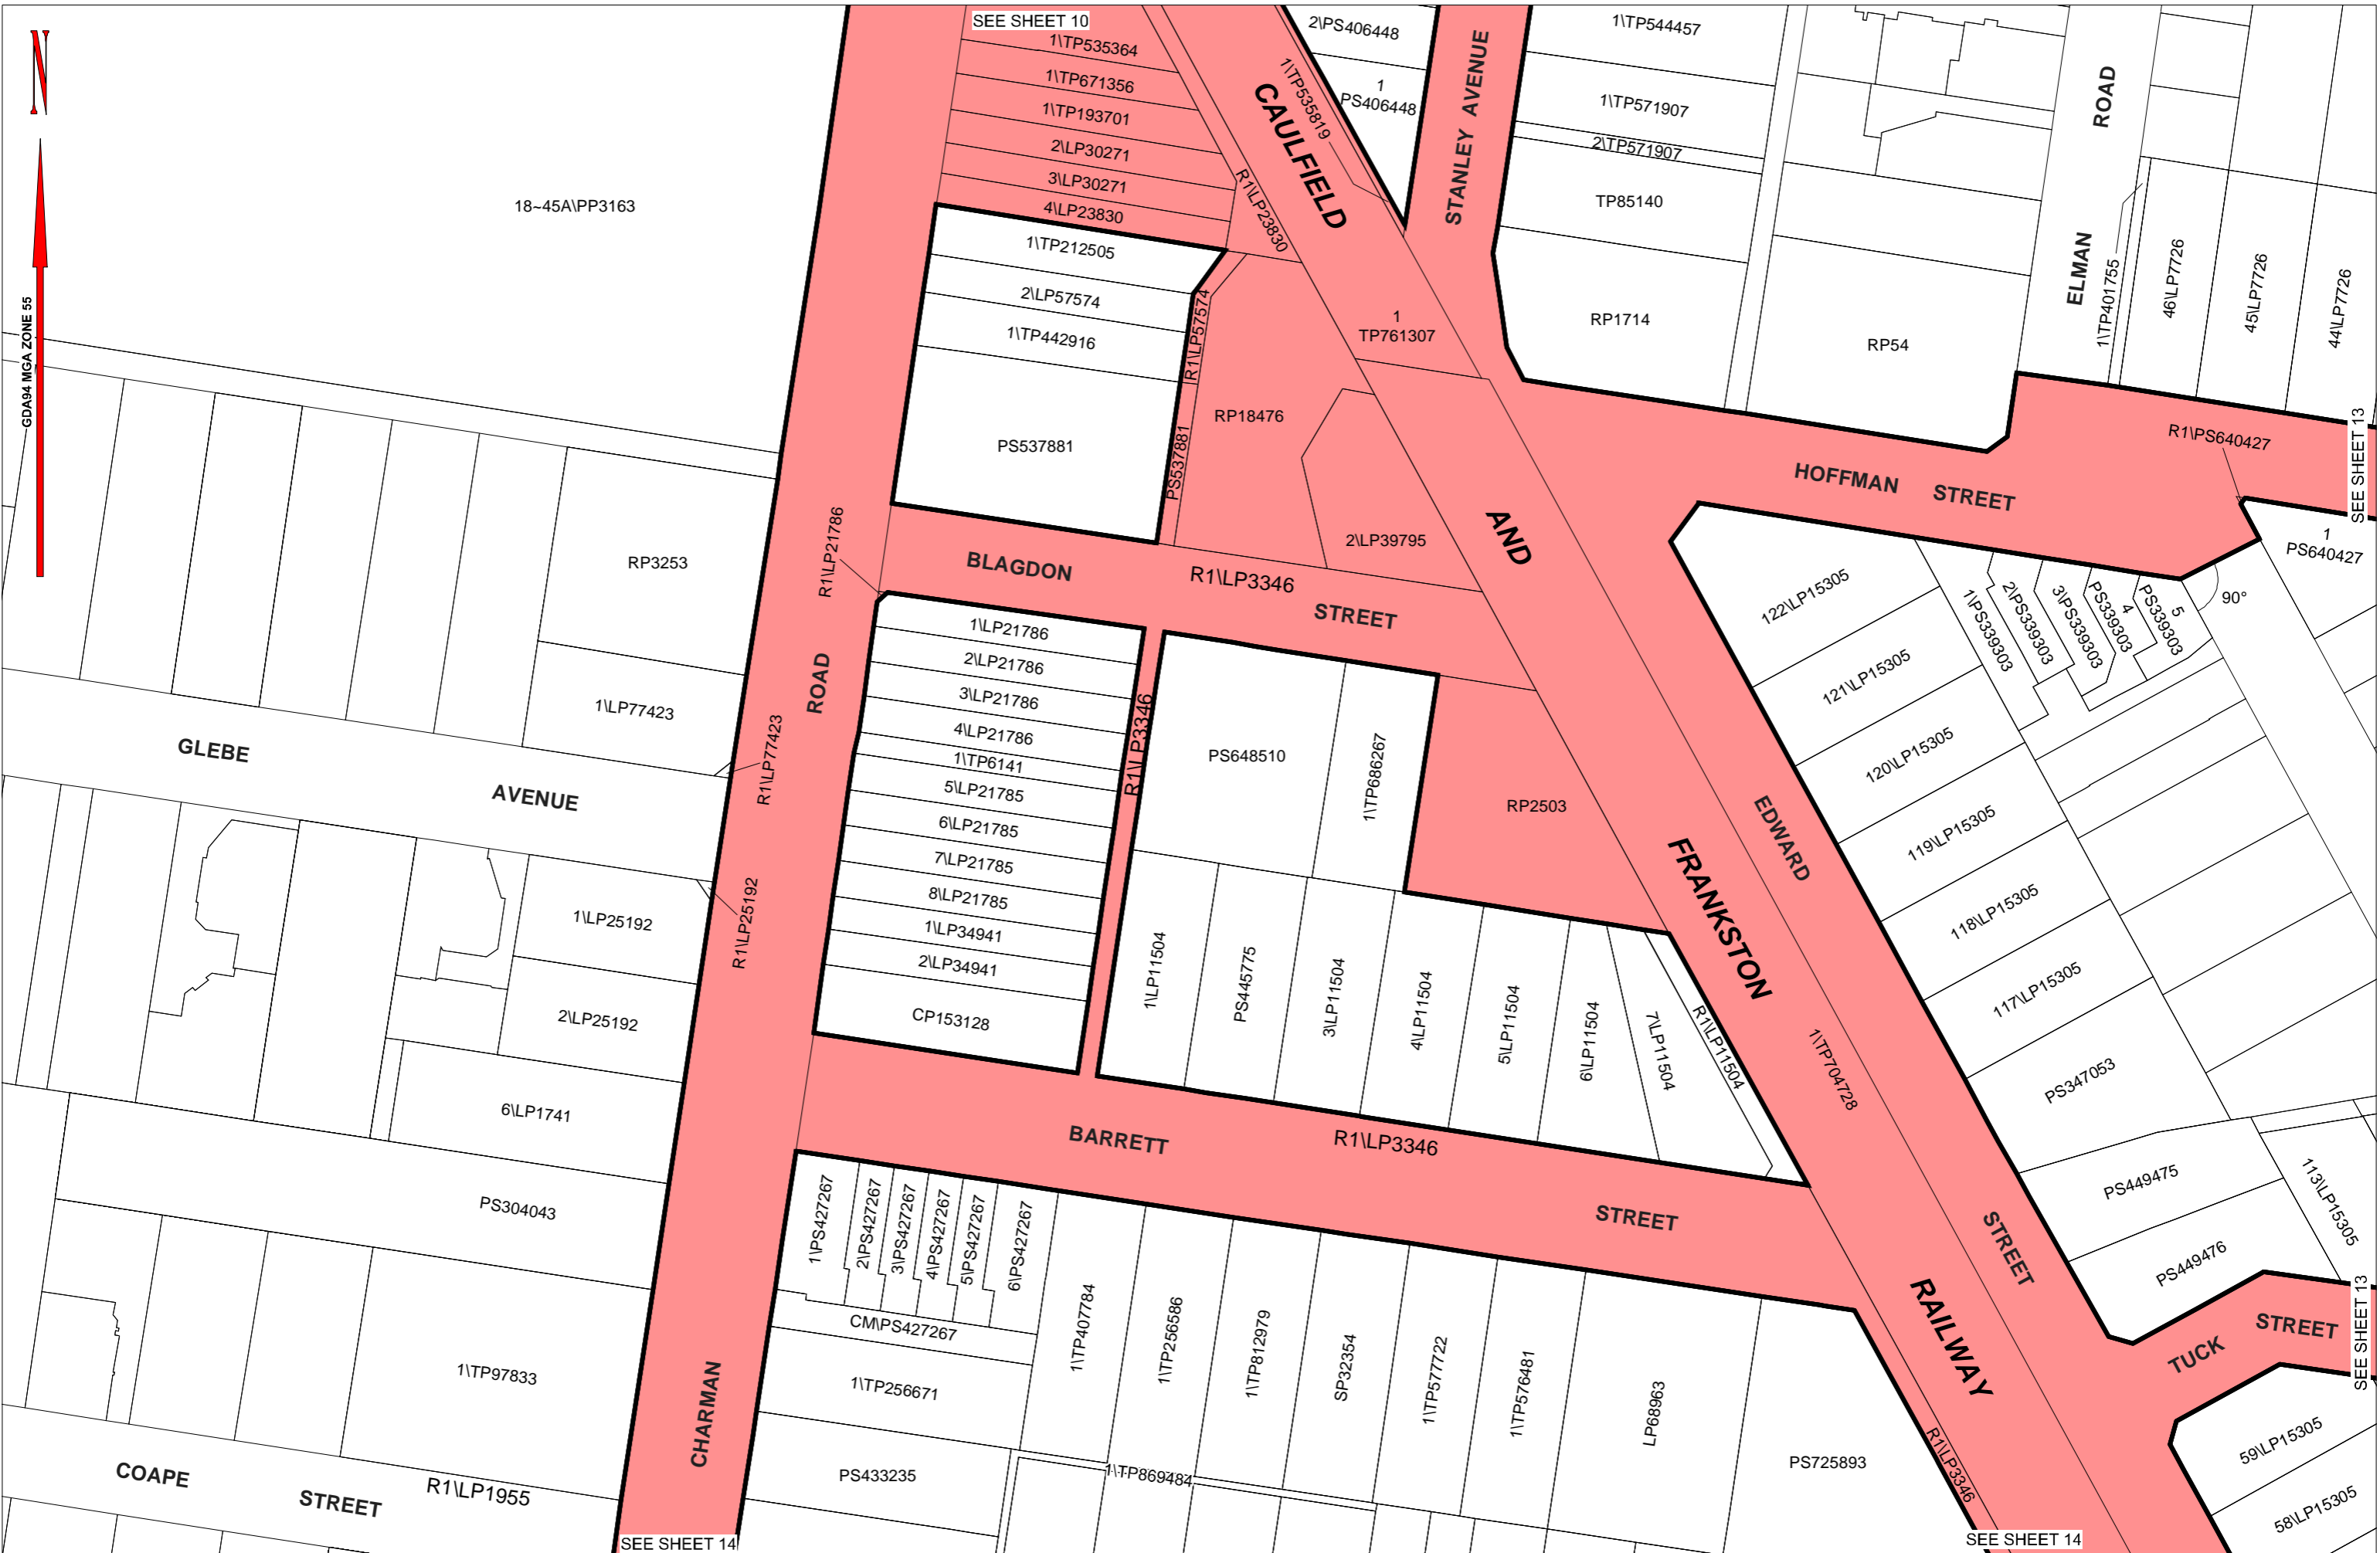 SEE SHEET 10
1\TP535364
1\TP671356
1\TP193701
2\LP30271
3\LP30271
4\LP23830
R1\LP23830
CAULFIELD
1\TP535819
2\PS406448
1
PS406448
STANLEY AVENUE
1\TP544457
1\TP571907
2\TP571907
TP85140
RP1714
RP54
ELMAN
ROAD
1\TP401755
46\LP7726
45\LP7726
44\LP7726
N
GDA94 MGA ZONE 55
18~45A\PP3163
1\TP212505
2\LP57574
1\TP442916
PS537881
R1\LP57574
PS537881
RP18476
1
TP761307
2\LP39795
AND
HOFFMAN
STREET
R1\PS640427
SEE SHEET 13
1
PS640427
RP3253
1\LP77423
R1\LP21786
ROAD
BLAGDON
R1\LP3346
STREET
1\LP21786
2\LP21786
3\LP21786
4\LP21786
1\TP6141
5\LP21785
6\LP21785
7\LP21785
8\LP21785
1\LP34941
2\LP34941
CP153128
R1\LP3346
PS648510
1\TP686267
RP2503
122\LP15305
121\LP15305
120\LP15305
119\LP15305
118\LP15305
117\LP15305
PS347053
1\PS339303
2\PS339303
3\PS339303
4
PS339303
5
PS339303
90°
GLEBE
AVENUE
R1\LP77423
R1\LP25192
1\LP25192
2\LP25192
6\LP1741
PS304043
1\TP97833
COAPE
STREET
R1\LP1955
EDWARD
FRANKSTON
1\LP11504
PS445775
3\LP11504
4\LP11504
5\LP11504
6\LP11504
7\LP11504
R1\LP11504
1\TP704728
BARRETT
R1\LP3346
STREET
CHARMAN
1\PS427267
2\PS427267
3\PS427267
4\PS427267
5\PS427267
6\PS427267
CM\PS427267
1\TP256671
PS433235
1\TP407784
1\TP256586
1\TP812979
SP32354
1\TP577722
1\TP576481
LP68963
PS725893
1\TP869484
R1\LP3346
RAILWAY
STREET
PS449475
PS449476
113\LP15305
TUCK
STREET
SEE SHEET 13
59\LP15305
58\LP15305
SEE SHEET 14
SEE SHEET 14